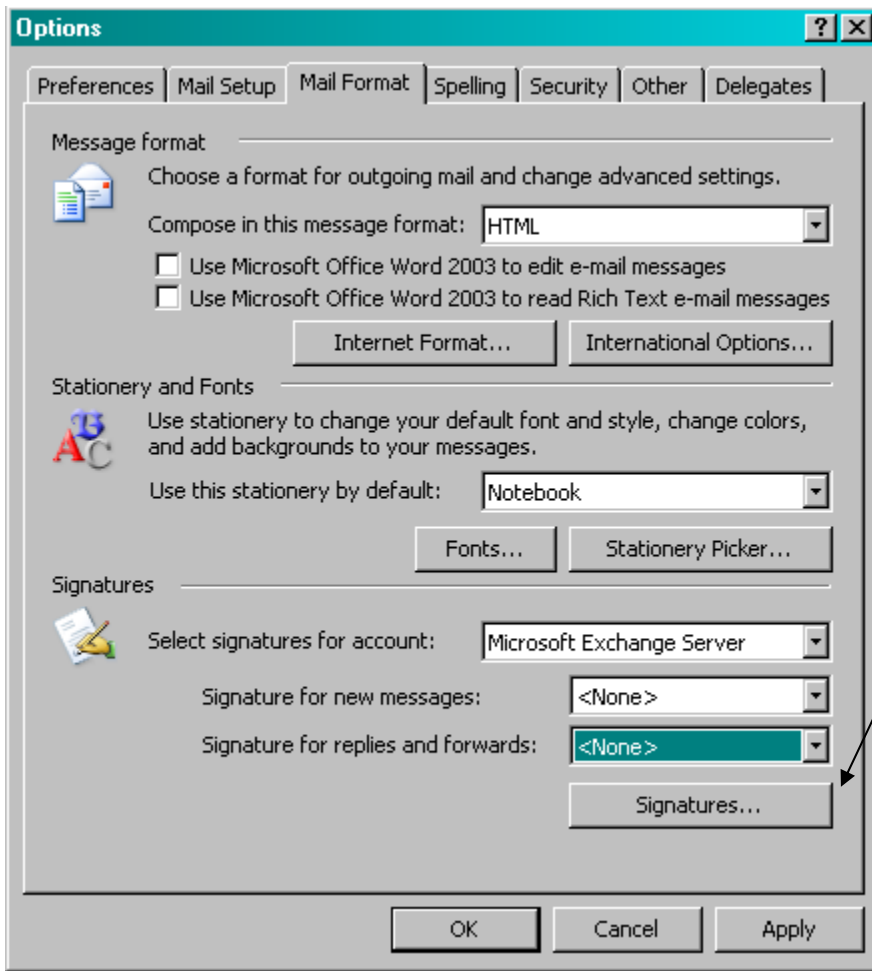 Options
Preferences Mail Setup Mail Format Spelling Security Other Delegates
Message format
Choose a format for outgoing mail and change advanced settings.
Compose in this message format: HTML
Use Microsoft Office Word 2003 to edit e-mail messages
Use Microsoft Office Word 2003 to read Rich Text e-mail messages
Internet Format... International Options...
Stationery and Fonts
Use stationery to change your default font and style, change colors,
and add backgrounds to your messages.
Use this stationery by default: Notebook
Fonts... Stationery Picker...
Signatures
Select signatures for account: Microsoft Exchange Server
Signature for new messages: <None>
Signature for replies and forwards: <None>
Signatures...
OK Cancel Apply